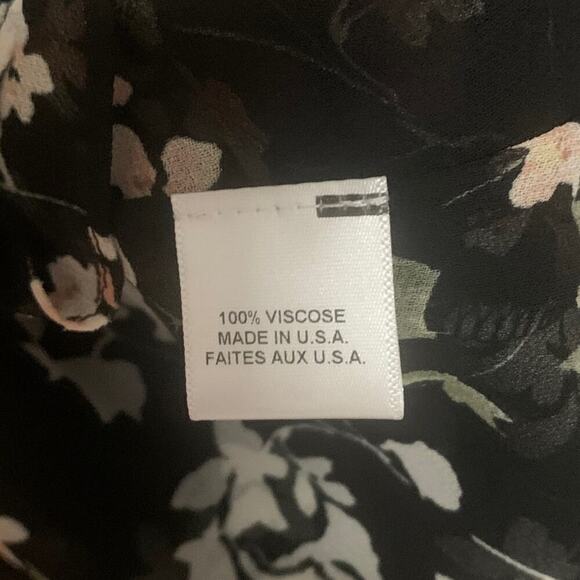 100% VISCOSE
MADE IN U.S.A.
FAITES AUX U.S.A.